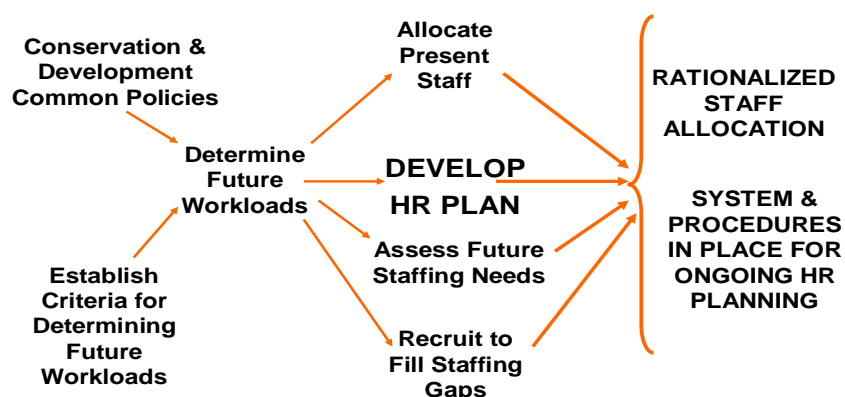 Conservation &
Development
Common Policies
Establish
Criteria for
Determining
Future
Workloads
Determine
Future
Workloads
Allocate
Present
Staff
DEVELOP
HR PLAN
Assess Future
Staffing Needs
Recruit to
Fill Staffing
Gaps
RATIONALIZED
STAFF
ALLOCATION
SYSTEM &
PROCEDURES
IN PLACE FOR
ONGOING HR
PLANNING